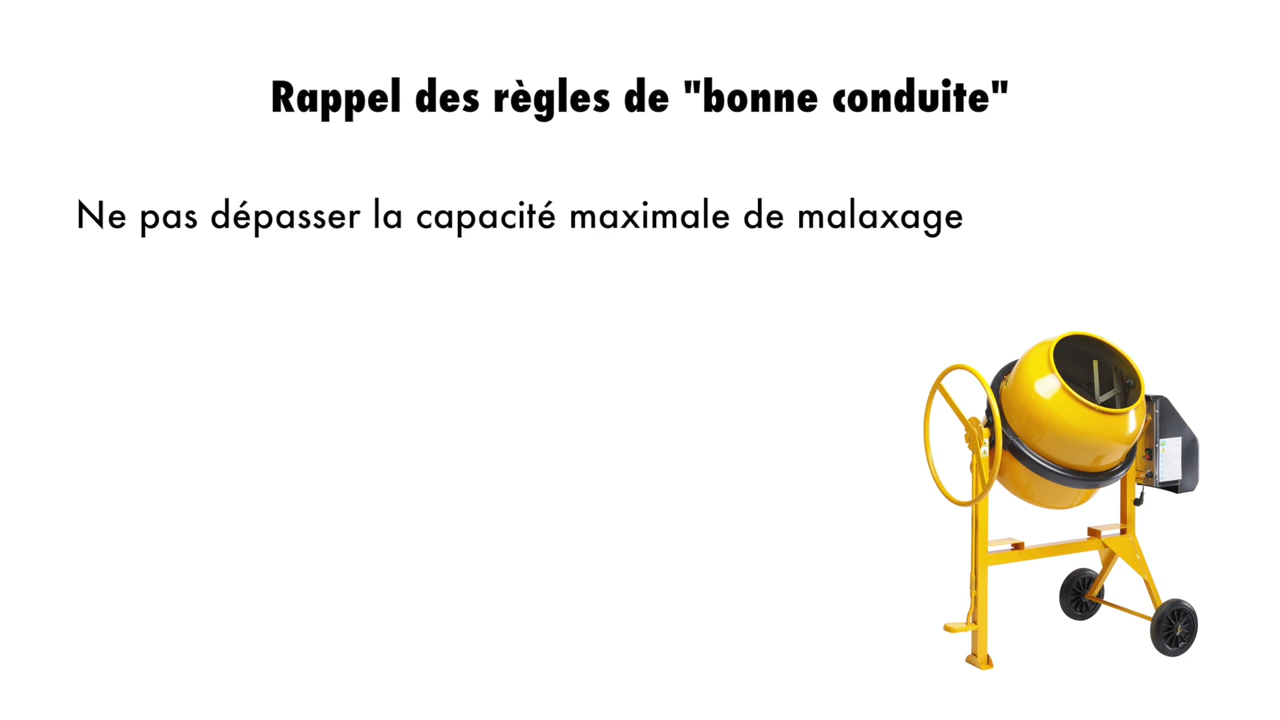 Rappel des règles de "bonne conduite"
Ne pas dépasser la capacité maximale de malaxage